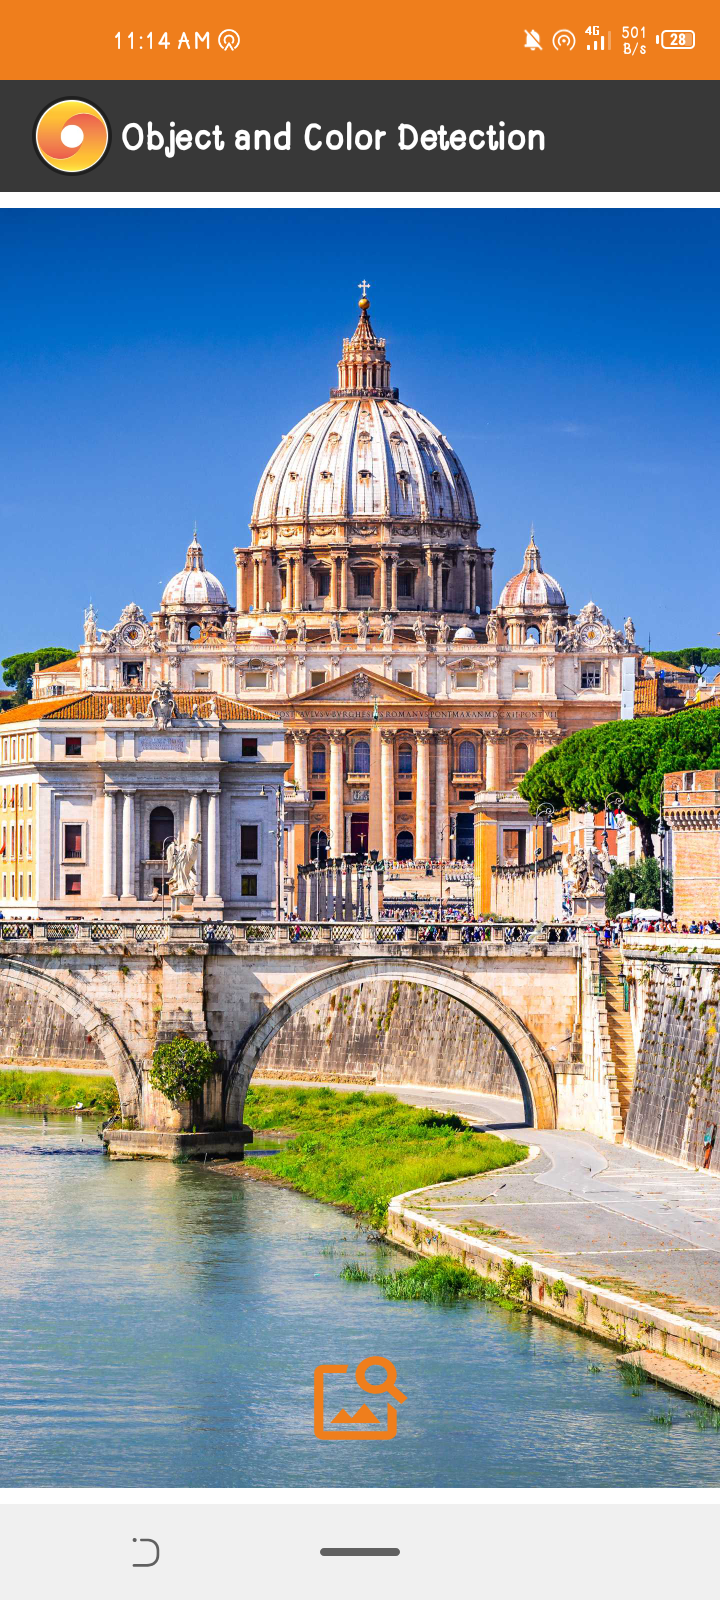 11:14 AM
4G
501
B/s
28
Object and Color Detection